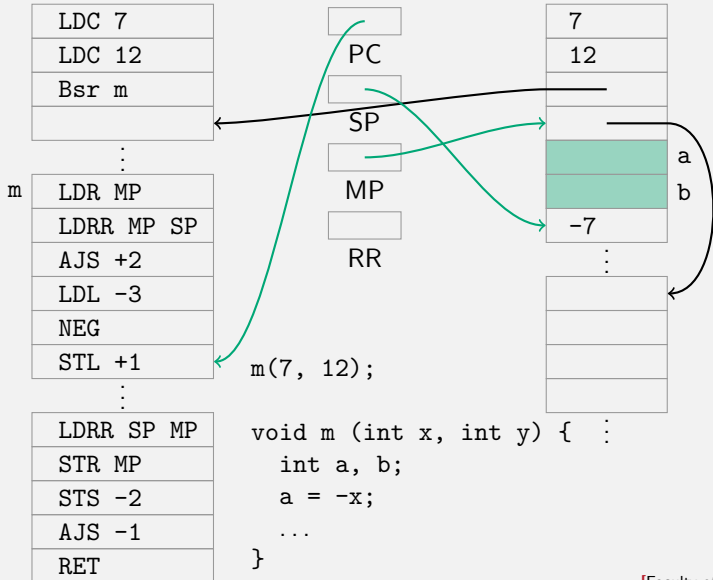 LDC 7
LDC 12
Bsr m
⋮
m
LDR MP
LDRR MP SP
AJS +2
LDL -3
NEG
STL +1
⋮
LDRR SP MP
STR MP
STS -2
AJS -1
RET
PC
SP
MP
RR
m(7, 12);
void m (int x, int y) {
int a, b;
a = -x;
...
}
7
12
a
b
-7
⋮
⋮